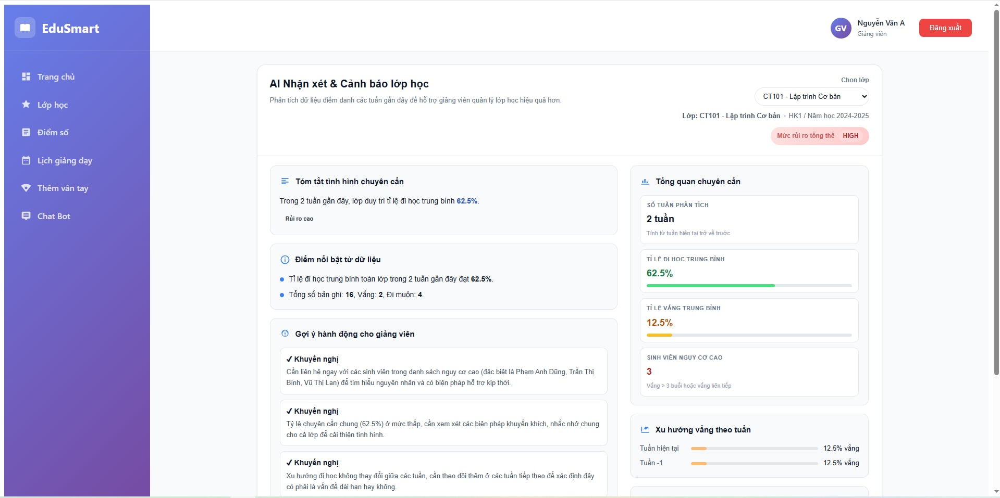 EduSmart
Trang chủ
Lớp học
Điểm số
Lịch giảng dạy
Thêm vân tay
Chat Bot
GV
Nguyễn Văn A
Giảng viên
Đăng xuất
AI Nhận xét & Cảnh báo lớp học
Phân tích dữ liệu điểm danh các tuần gần đây để hỗ trợ giảng viên quản lý lớp học hiệu quả hơn.
Chọn lớp
CT101 - Lập trình Cơ bản
Lớp: CT101 - Lập trình Cơ bản • HK1 / Năm học 2024-2025
Mức rủi ro tổng thể HIGH
Tóm tắt tình hình chuyên cần
Trong 2 tuần gần đây, lớp duy trì tỉ lệ đi học trung bình 62.5%.
Rủi ro cao
Điểm nổi bật từ dữ liệu
Tỉ lệ đi học trung bình toàn lớp trong 2 tuần gần đây đạt 62.5%.
Tổng số bản ghi: 16, Vắng: 2, Đi muộn: 4.
Gợi ý hành động cho giảng viên
✓ Khuyến nghị
Cần liên hệ ngay với các sinh viên trong danh sách nguy cơ cao (đặc biệt là Phạm Anh Dũng, Trần Thị
Bình, Vũ Thị Lan) để tìm hiểu nguyên nhân và có biện pháp hỗ trợ kịp thời.
✓ Khuyến nghị
Tỷ lệ chuyên cần chung (62.5%) ở mức thấp, cần xem xét các biện pháp khuyến khích, nhắc nhở chung
cho cả lớp để cải thiện tình hình.
✓ Khuyến nghị
Xu hướng đi học không thay đổi giữa các tuần, cần theo dõi thêm ở các tuần tiếp theo để xác định đây
có phải là vấn đề dài hạn hay không.
Tổng quan chuyên cần
SỐ TUẦN PHÂN TÍCH
2 tuần
Tính từ tuần hiện tại trở về trước
TỈ LỆ ĐI HỌC TRUNG BÌNH
62.5%
TỈ LỆ VẮNG TRUNG BÌNH
12.5%
SINH VIÊN NGUY CƠ CAO
3
Vắng ≥ 3 buổi hoặc vắng liên tiếp
Xu hướng vắng theo tuần
Tuần hiện tại 12.5% vắng
Tuần -1 12.5% vắng